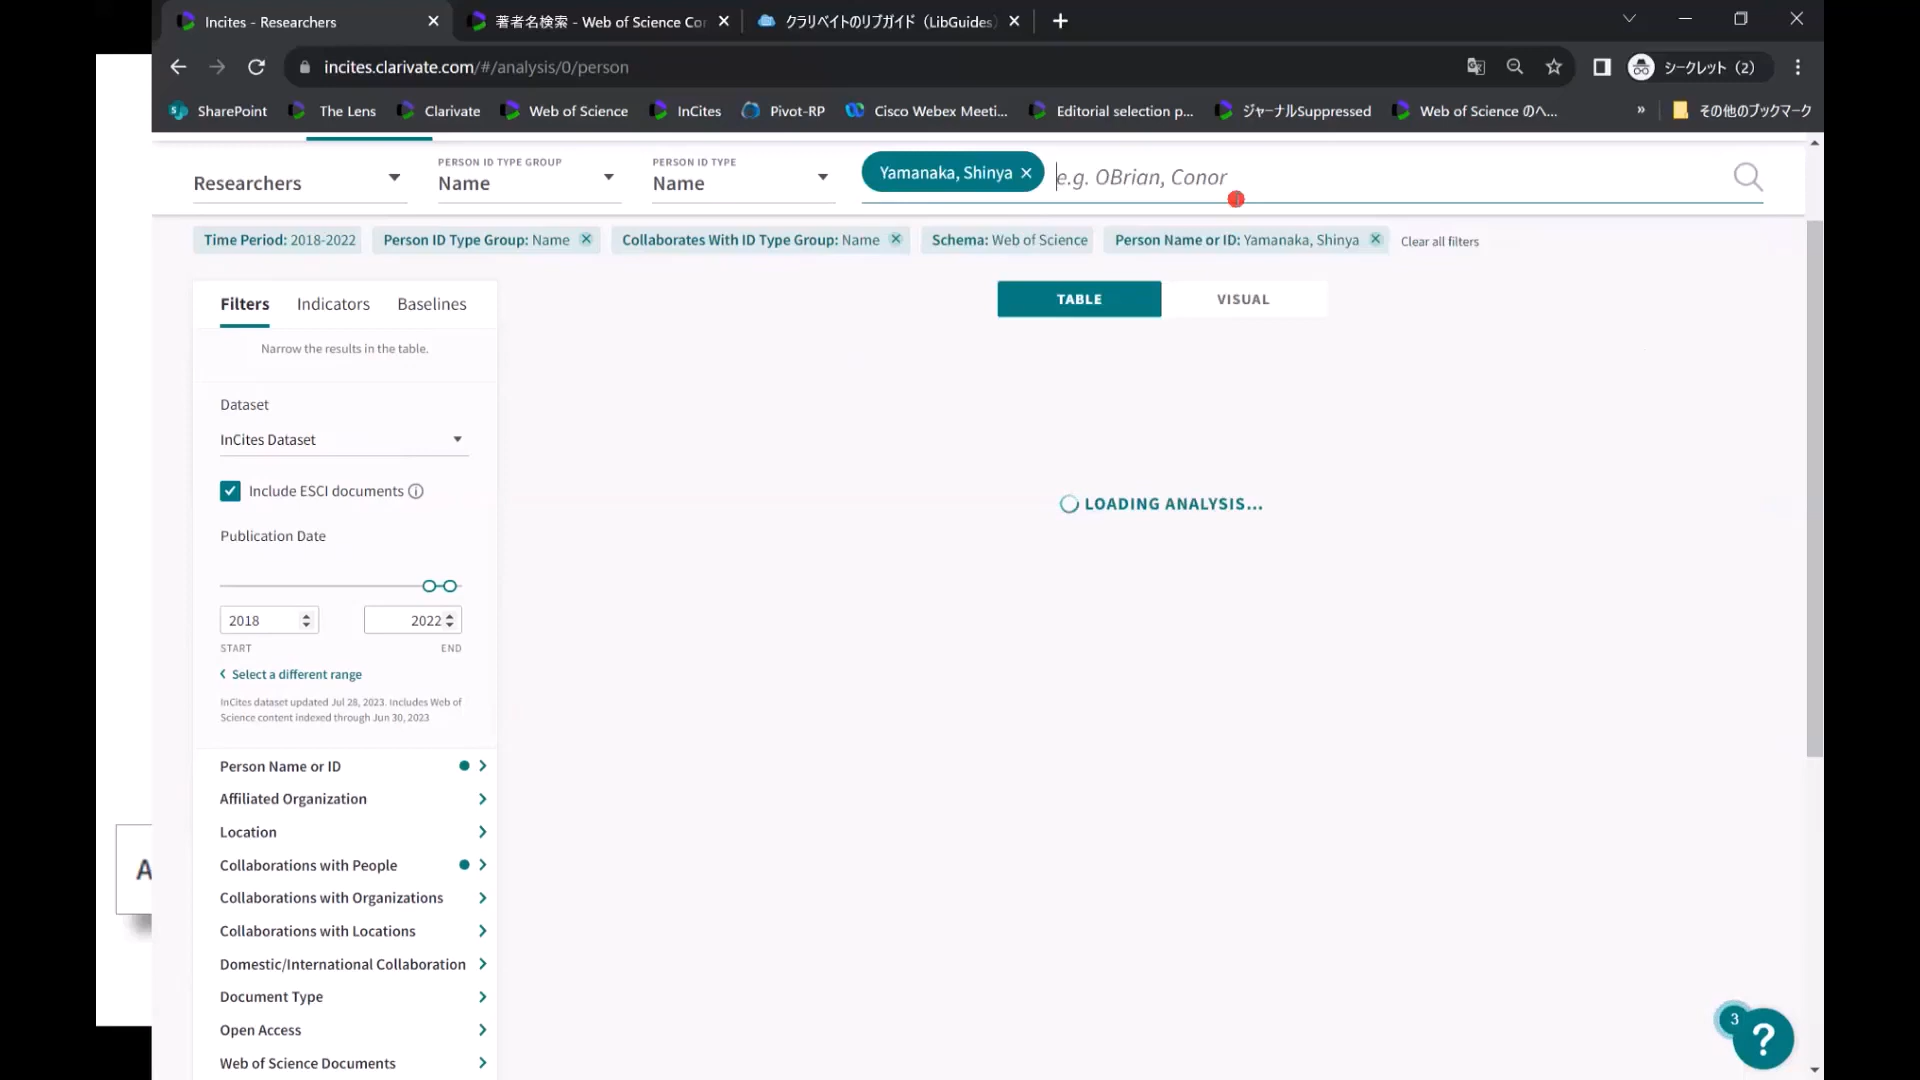 Incites - Researchers
著者名検索 - Web of Science Cor
クラリベイトのリブガイド（LibGuides）
incites.clarivate.com/#/analysis/0/person
シークレット（2）
SharePoint
The Lens
Clarivate
Web of Science
InCites
Pivot-RP
Cisco Webex Meeti...
Editorial selection p...
ジャーナルSuppressed
Web of Science のヘ...
»
その他のブックマーク
Researchers
PERSON ID TYPE GROUP
Name
PERSON ID TYPE
Name
Yamanaka, Shinya ×
e.g. OBrian, Conor
Time Period: 2018-2022
Person ID Type Group: Name
Collaborates With ID Type Group: Name
Schema: Web of Science
Person Name or ID: Yamanaka, Shinya
Clear all filters
Filters
Indicators
Baselines
TABLE
VISUAL
Narrow the results in the table.
Dataset
InCites Dataset
Include ESCI documents
LOADING ANALYSIS...
Publication Date
2018
2022
START
END
Select a different range
InCites dataset updated Jul 28, 2023. Includes Web of
Science content indexed through Jun 30, 2023
Person Name or ID
Affiliated Organization
Location
Collaborations with People
A
Collaborations with Organizations
Collaborations with Locations
Domestic/International Collaboration
Document Type
Open Access
Web of Science Documents
3
?